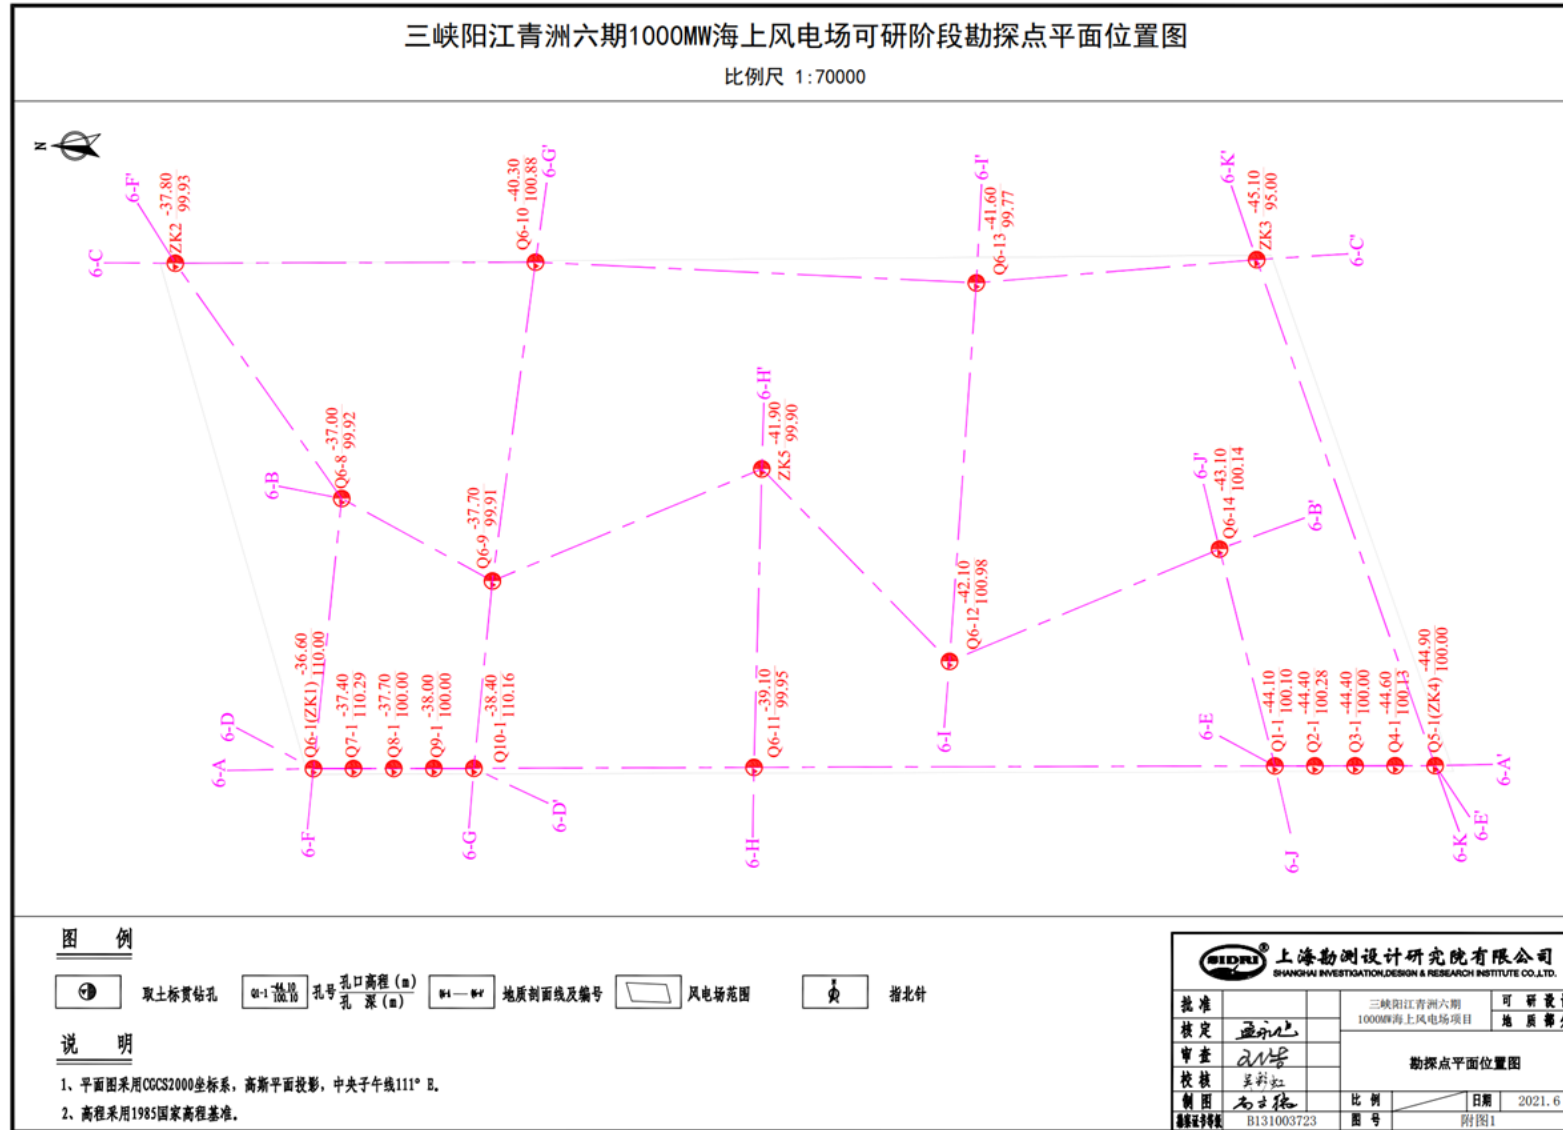 三峡阳江青洲六期1000MW海上风电场可研阶段勘探点平面位置图
比例尺 1:70000
N
6-F'
ZK2 -37.80 99.93
6-C
Q6-10 -40.30 100.88
6-G'
6-I'
Q6-13 -41.60 99.77
6-K'
ZK3 -45.10 95.00
6-C'
6-B
Q6-8 -37.00 99.92
Q6-9 -37.70 99.91
6-H'
ZK5 -41.90 99.90
6-J'
Q6-14 -43.10 100.14
6-B'
Q6-12 -42.10 100.98
6-D
6-A
Q6-1(ZK1) -36.60 110.00
Q7-1 -37.40 110.29
Q8-1 -37.70 100.00
Q9-1 -38.00 100.00
Q10-1 -38.40 110.16
Q6-11 -39.10 99.95
6-I
6-E
Q1-1 -44.10 100.10
Q2-1 -44.40 100.28
Q3-1 -44.40 100.00
Q4-1 -44.60 100.13
Q5-1(ZK4) -44.90 100.00
6-A'
6-F
6-G
6-D'
6-H
6-J
6-K
6-E'
图 例
取土标贯钻孔
Q1-1 -44.10 100.10
孔号 孔口高程(m) 孔 深(m)
地质剖面线及编号
风电场范围
指北针
说 明
1、平面图采用CGCS2000坐标系，高斯平面投影，中央子午线111° E。
2、高程采用1985国家高程基准。
SIDRI ® 上海勘测设计研究院有限公司
SHANGHAI INVESTIGATION,DESIGN & RESEARCH INSTITUTE CO.,LTD.
批准
核定
审查
校核
制图
三峡阳江青洲六期
1000MW海上风电场项目
可 研 设
地 质 部
勘探点平面位置图
比 例
日期 2021.6
B131003723
图 号 附图1